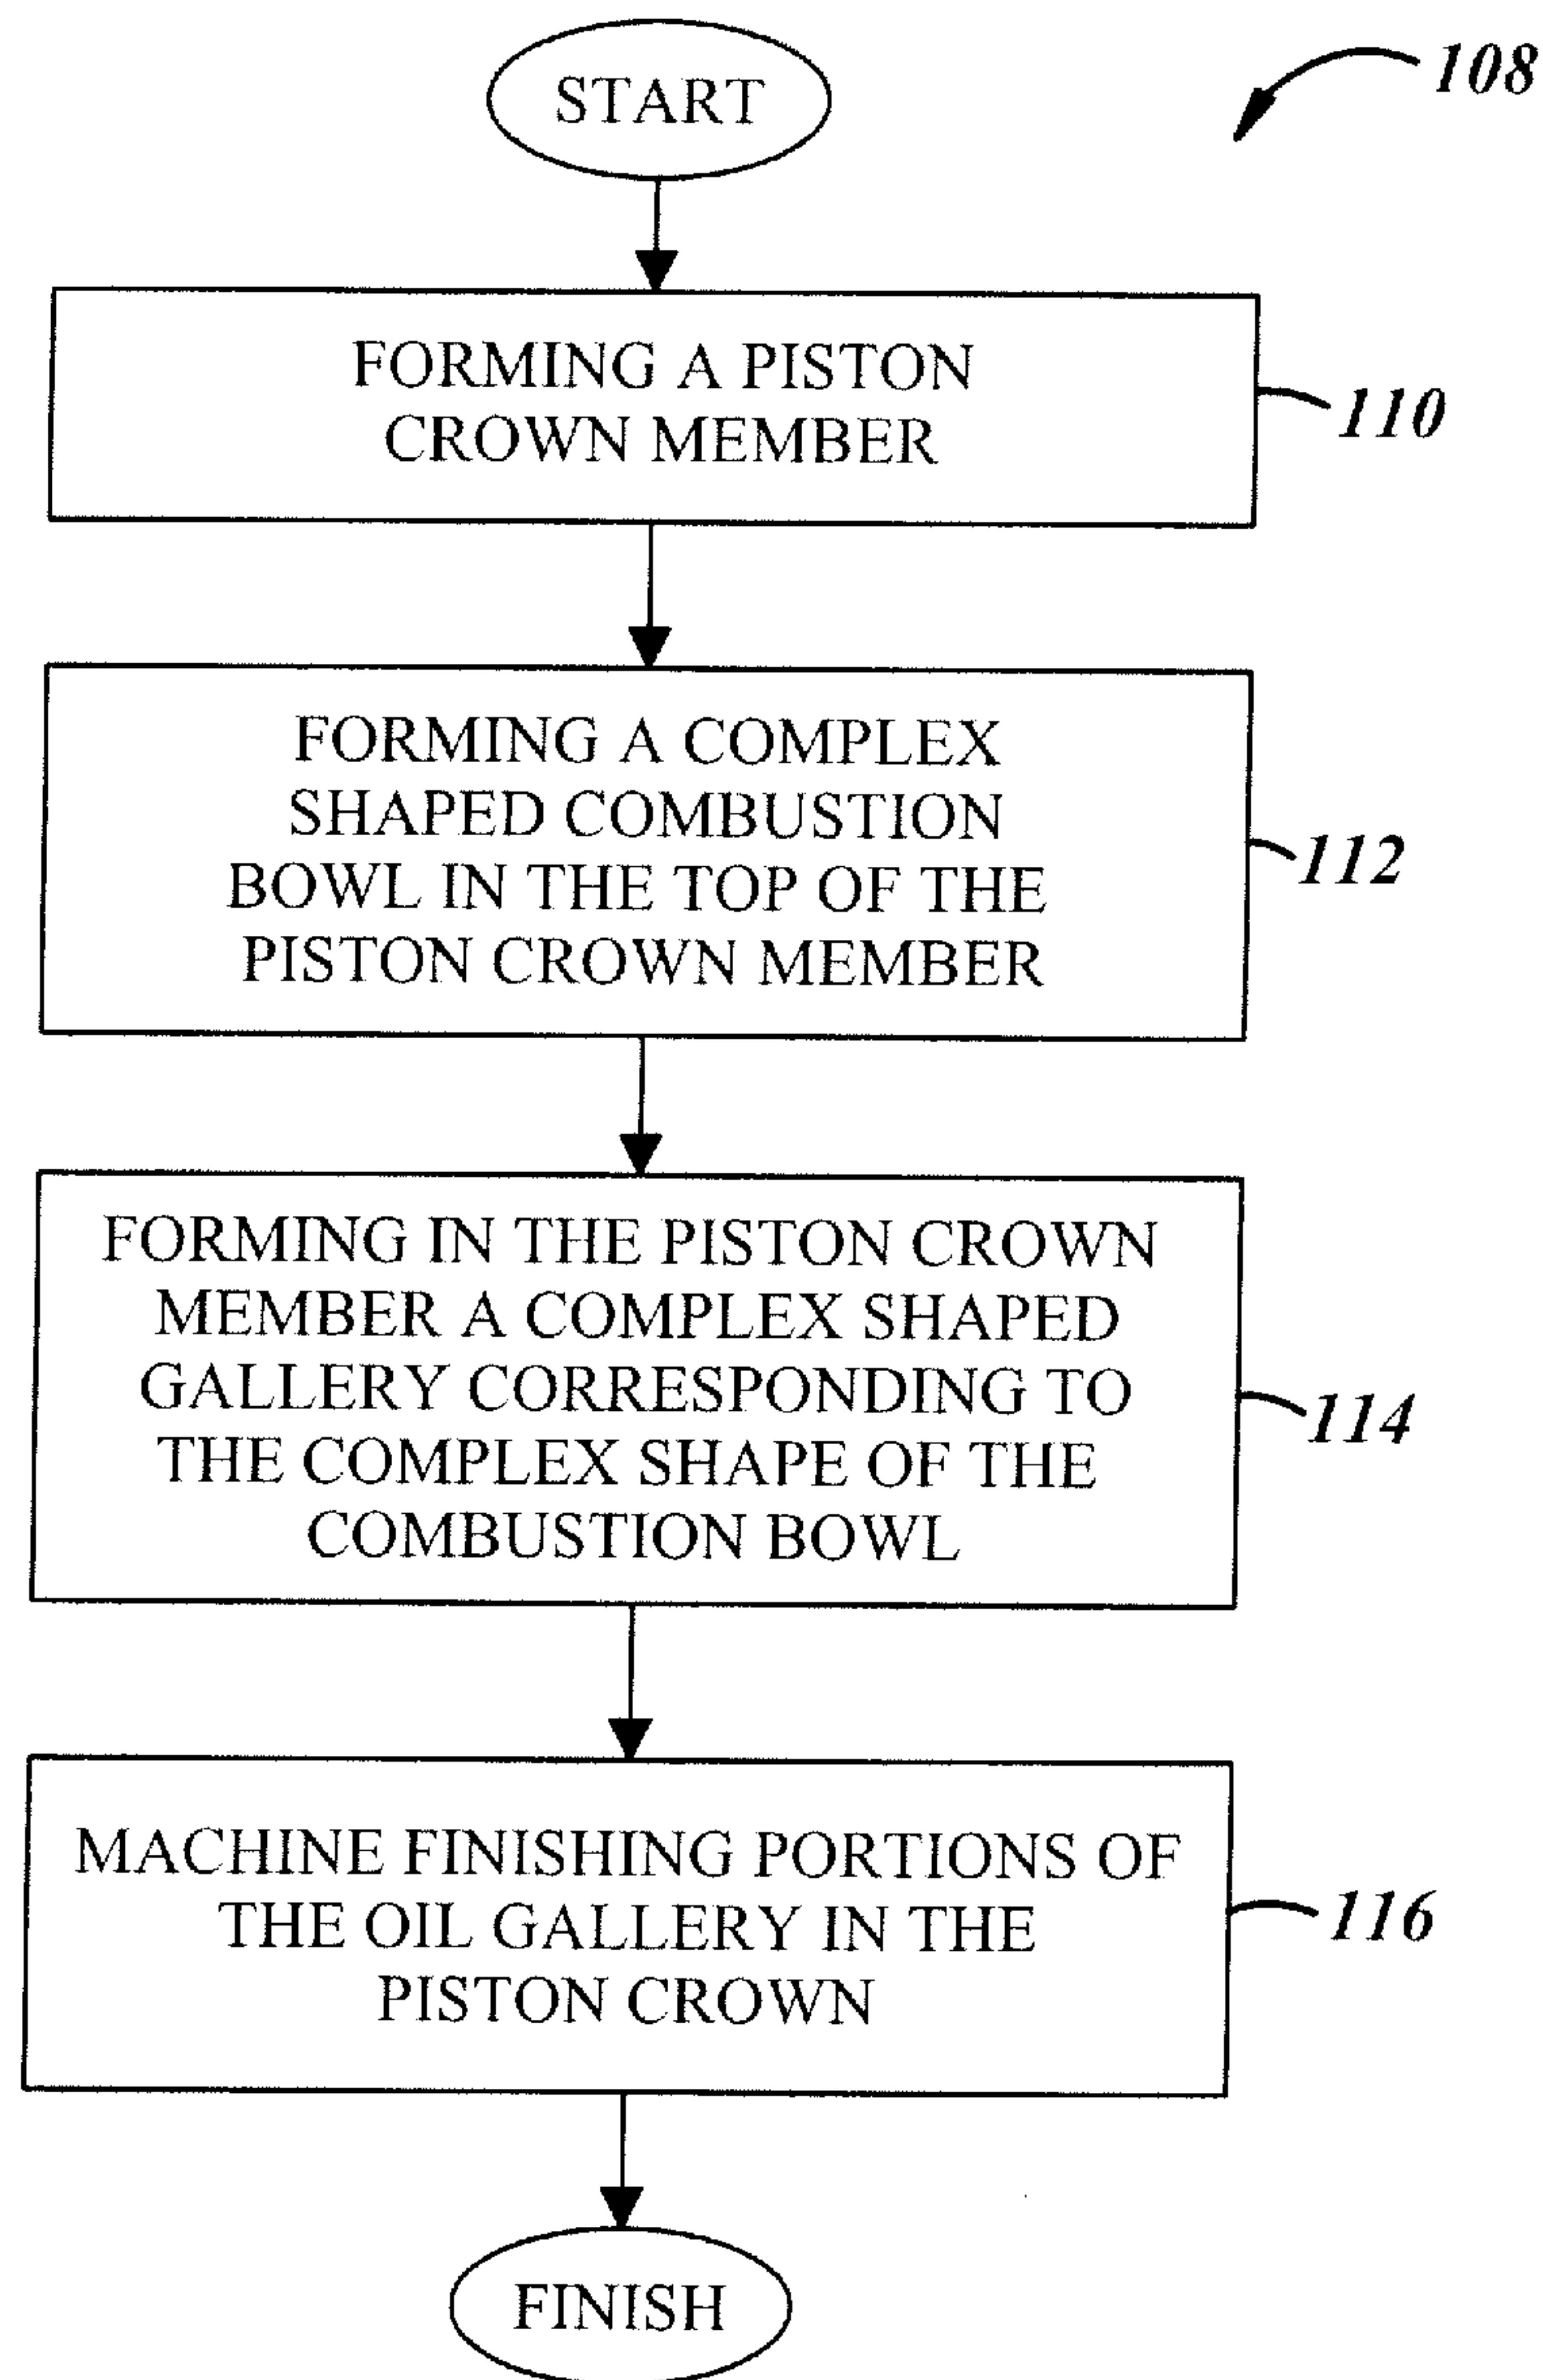 START
108
FORMING A PISTON
CROWN MEMBER
110
FORMING A COMPLEX
SHAPED COMBUSTION
BOWL IN THE TOP OF THE
PISTON CROWN MEMBER
112
FORMING IN THE PISTON CROWN
MEMBER A COMPLEX SHAPED
GALLERY CORRESPONDING TO
THE COMPLEX SHAPE OF THE
COMBUSTION BOWL
114
MACHINE FINISHING PORTIONS OF
THE OIL GALLERY IN THE
PISTON CROWN
116
FINISH